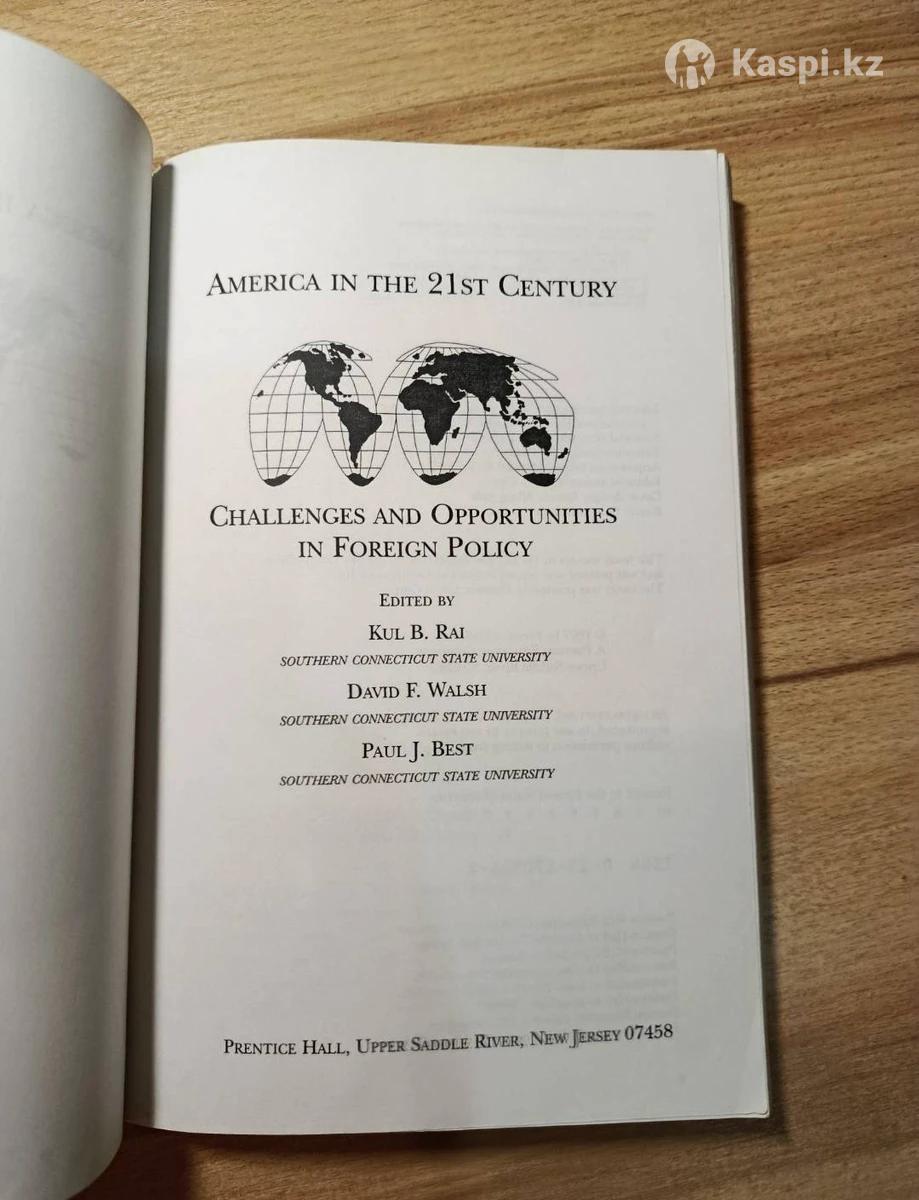 Kaspi.kz
AMERICA IN THE 21ST CENTURY
CHALLENGES AND OPPORTUNITIES
IN FOREIGN POLICY
EDITED BY
KUL B. RAI
SOUTHERN CONNECTICUT STATE UNIVERSITY
DAVID F. WALSH
SOUTHERN CONNECTICUT STATE UNIVERSITY
PAUL J. BEST
SOUTHERN CONNECTICUT STATE UNIVERSITY
PRENTICE HALL, UPPER SADDLE RIVER, NEW JERSEY 07458